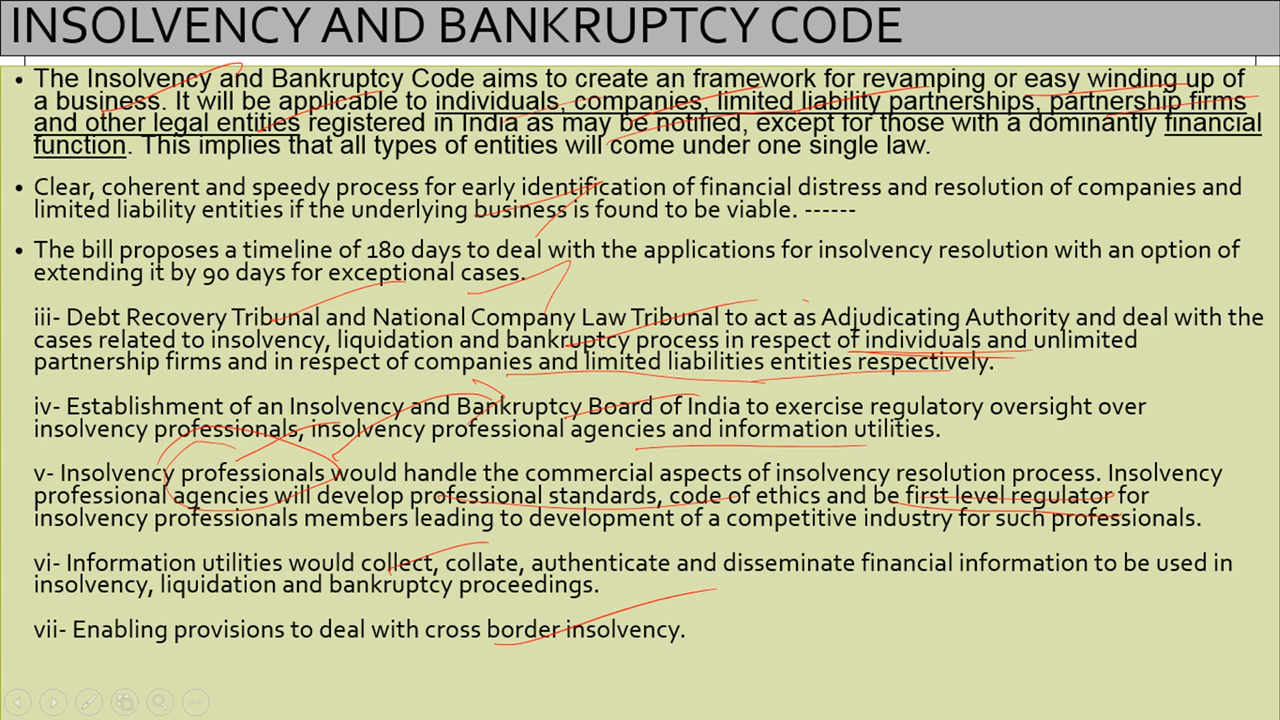 INSOLVENCY AND BANKRUPTCY CODE
• The Insolvency and Bankruptcy Code aims to create an framework for revamping or easy winding up of
a business. It will be applicable to individuals, companies, limited liability partnerships, partnership firms
and other legal entities registered in India as may be notified, except for those with a dominantly financial
function. This implies that all types of entities will come under one single law.
• Clear, coherent and speedy process for early identification of financial distress and resolution of companies and
limited liability entities if the underlying business is found to be viable. ------
• The bill proposes a timeline of 180 days to deal with the applications for insolvency resolution with an option of
extending it by 90 days for exceptional cases.
iii- Debt Recovery Tribunal and National Company Law Tribunal to act as Adjudicating Authority and deal with the
cases related to insolvency, liquidation and bankruptcy process in respect of individuals and unlimited
partnership firms and in respect of companies and limited liabilities entities respectively.
iv- Establishment of an Insolvency and Bankruptcy Board of India to exercise regulatory oversight over
insolvency professionals, insolvency professional agencies and information utilities.
v- Insolvency professionals would handle the commercial aspects of insolvency resolution process. Insolvency
professional agencies will develop professional standards, code of ethics and be first level regulator for
insolvency professionals members leading to development of a competitive industry for such professionals.
vi- Information utilities would collect, collate, authenticate and disseminate financial information to be used in
insolvency, liquidation and bankruptcy proceedings.
vii- Enabling provisions to deal with cross border insolvency.